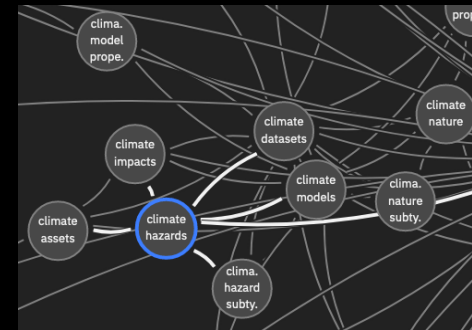 clima.
model
prope.
prop
climate
nature
climate
datasets
climate
impacts
climate
models
clima.
nature
subty.
climate
assets
climate
hazards
clima.
hazard
subty.